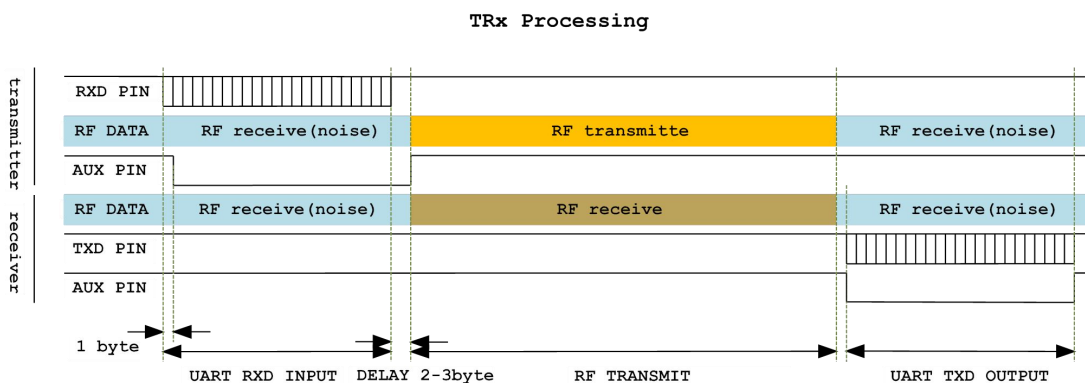 TRx Processing
transmitter
RXD PIN
RF DATA RF receive(noise) RF transmitte RF receive(noise)
AUX PIN
receiver
RF DATA RF receive(noise) RF receive RF receive(noise)
TXD PIN
AUX PIN
1 byte
UART RXD INPUT DELAY 2-3byte RF TRANSMIT UART TXD OUTPUT